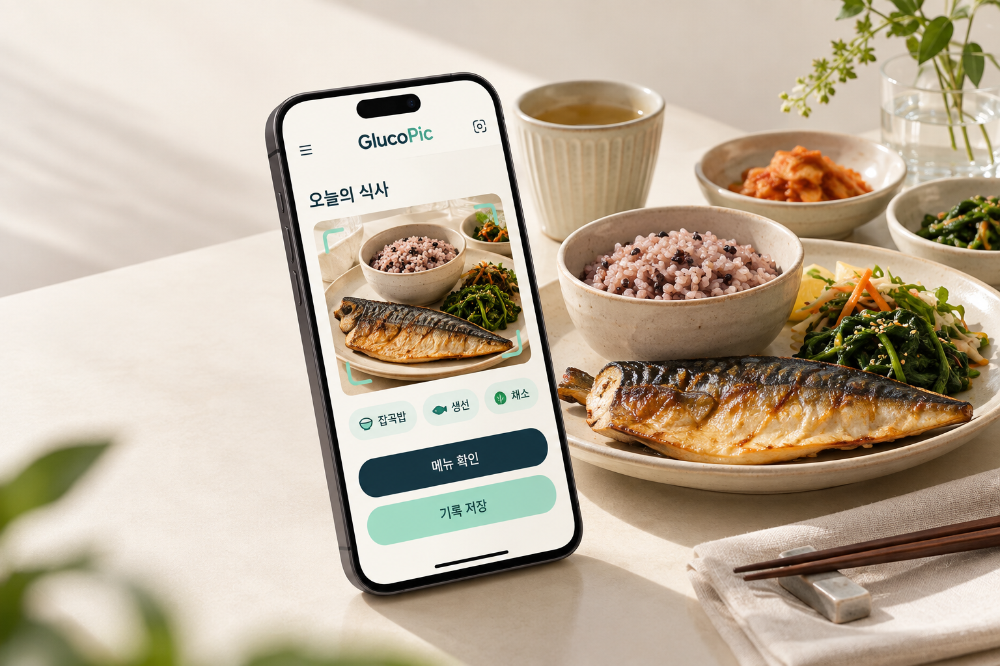 GlucoPic
오늘의 식사
잡곡밥
생선
채소
메뉴 확인
기록 저장